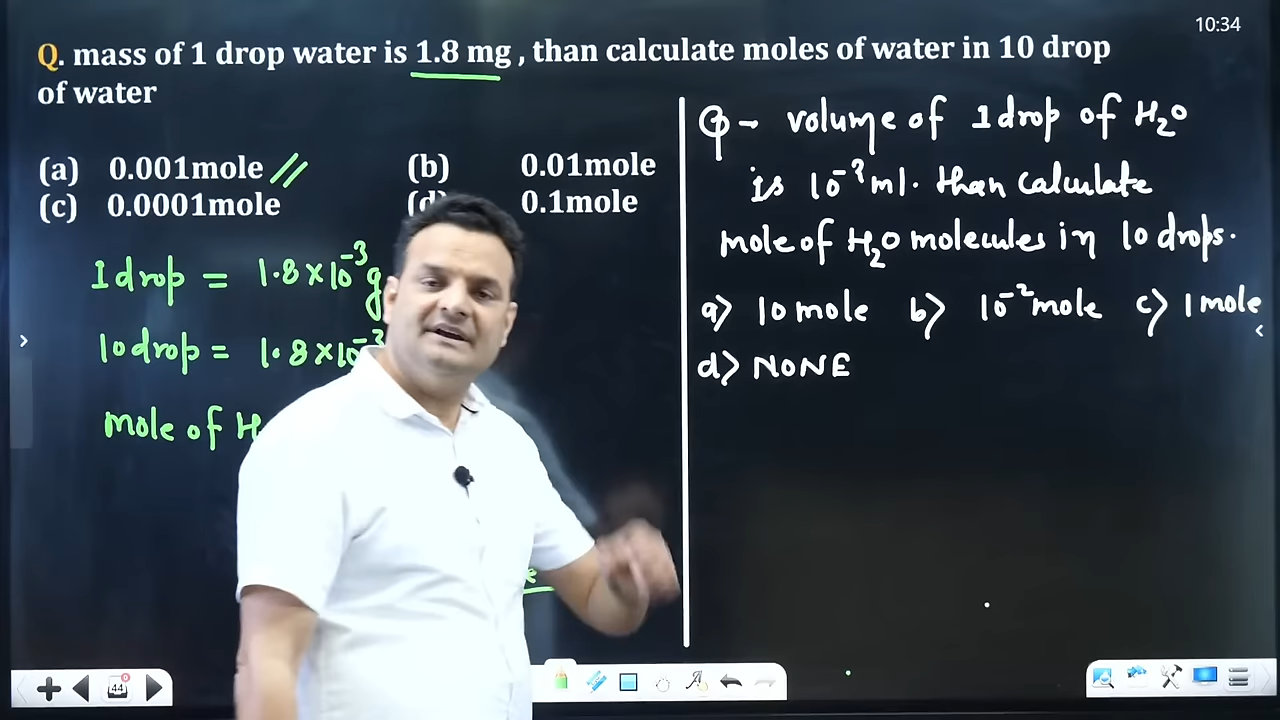 10:34
Q. mass of 1 drop water is 1.8 mg , than calculate moles of water in 10 drop
of water
(a) 0.001mole (b) 0.01mole
(c) 0.0001mole (d) 0.1mole
1 drop = 1.8×10⁻³g
10 drop = 1.8×10⁻³
mole of H
Q- volume of 1 drop of H₂O
is 10⁻³ml. than calculate
mole of H₂O molecules in 10 drops.
a) 10 mole b) 10⁻² mole c) 1 mole
d) NONE
44